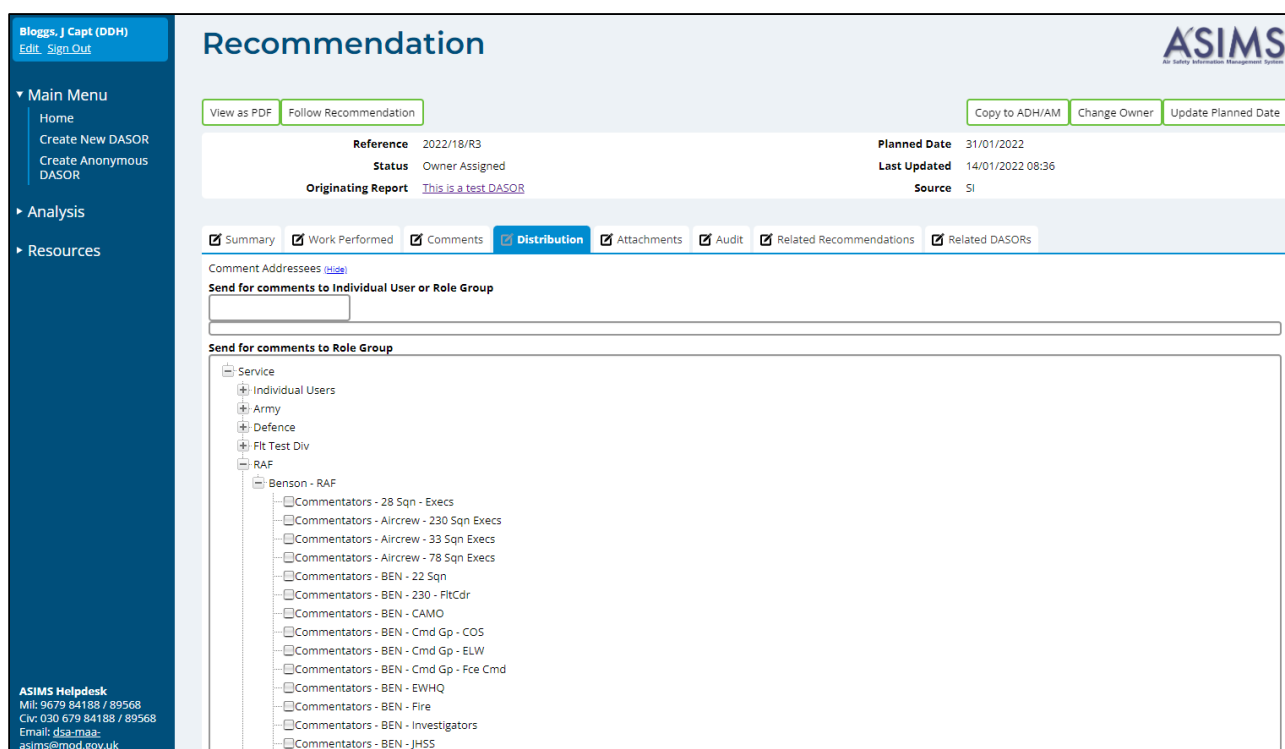 Bloggs, J Capt (DDH)
Edit Sign Out
Main Menu
Home
Create New DASOR
Create Anonymous
DASOR
Analysis
Resources
ASIMS Helpdesk
Mil: 9679 84188 / 89568
Civ: 030 679 84188 / 89568
Email: dsa-maa-
asims@mod.gov.uk
Recommendation
ASIMS
Air Safety Information Management System
View as PDF Follow Recommendation Copy to ADH/AM Change Owner Update Planned Date
Reference 2022/18/R3 Planned Date 31/01/2022
Status Owner Assigned Last Updated 14/01/2022 08:36
Originating Report This is a test DASOR Source SI
Summary Work Performed Comments Distribution Attachments Audit Related Recommendations Related DASORs
Comment Addressees (Hide)
Send for comments to Individual User or Role Group
Send for comments to Role Group
Service
Individual Users
Army
Defence
Flt Test Div
RAF
Benson - RAF
Commentators - 28 Sqn - Execs
Commentators - Aircrew - 230 Sqn Execs
Commentators - Aircrew - 33 Sqn Execs
Commentators - Aircrew - 78 Sqn Execs
Commentators - BEN - 22 Sqn
Commentators - BEN - 230 - FltCdr
Commentators - BEN - CAMO
Commentators - BEN - Cmd Gp - COS
Commentators - BEN - Cmd Gp - ELW
Commentators - BEN - Cmd Gp - Fce Cmd
Commentators - BEN - EWHQ
Commentators - BEN - Fire
Commentators - BEN - Investigators
Commentators - BEN - JHSS